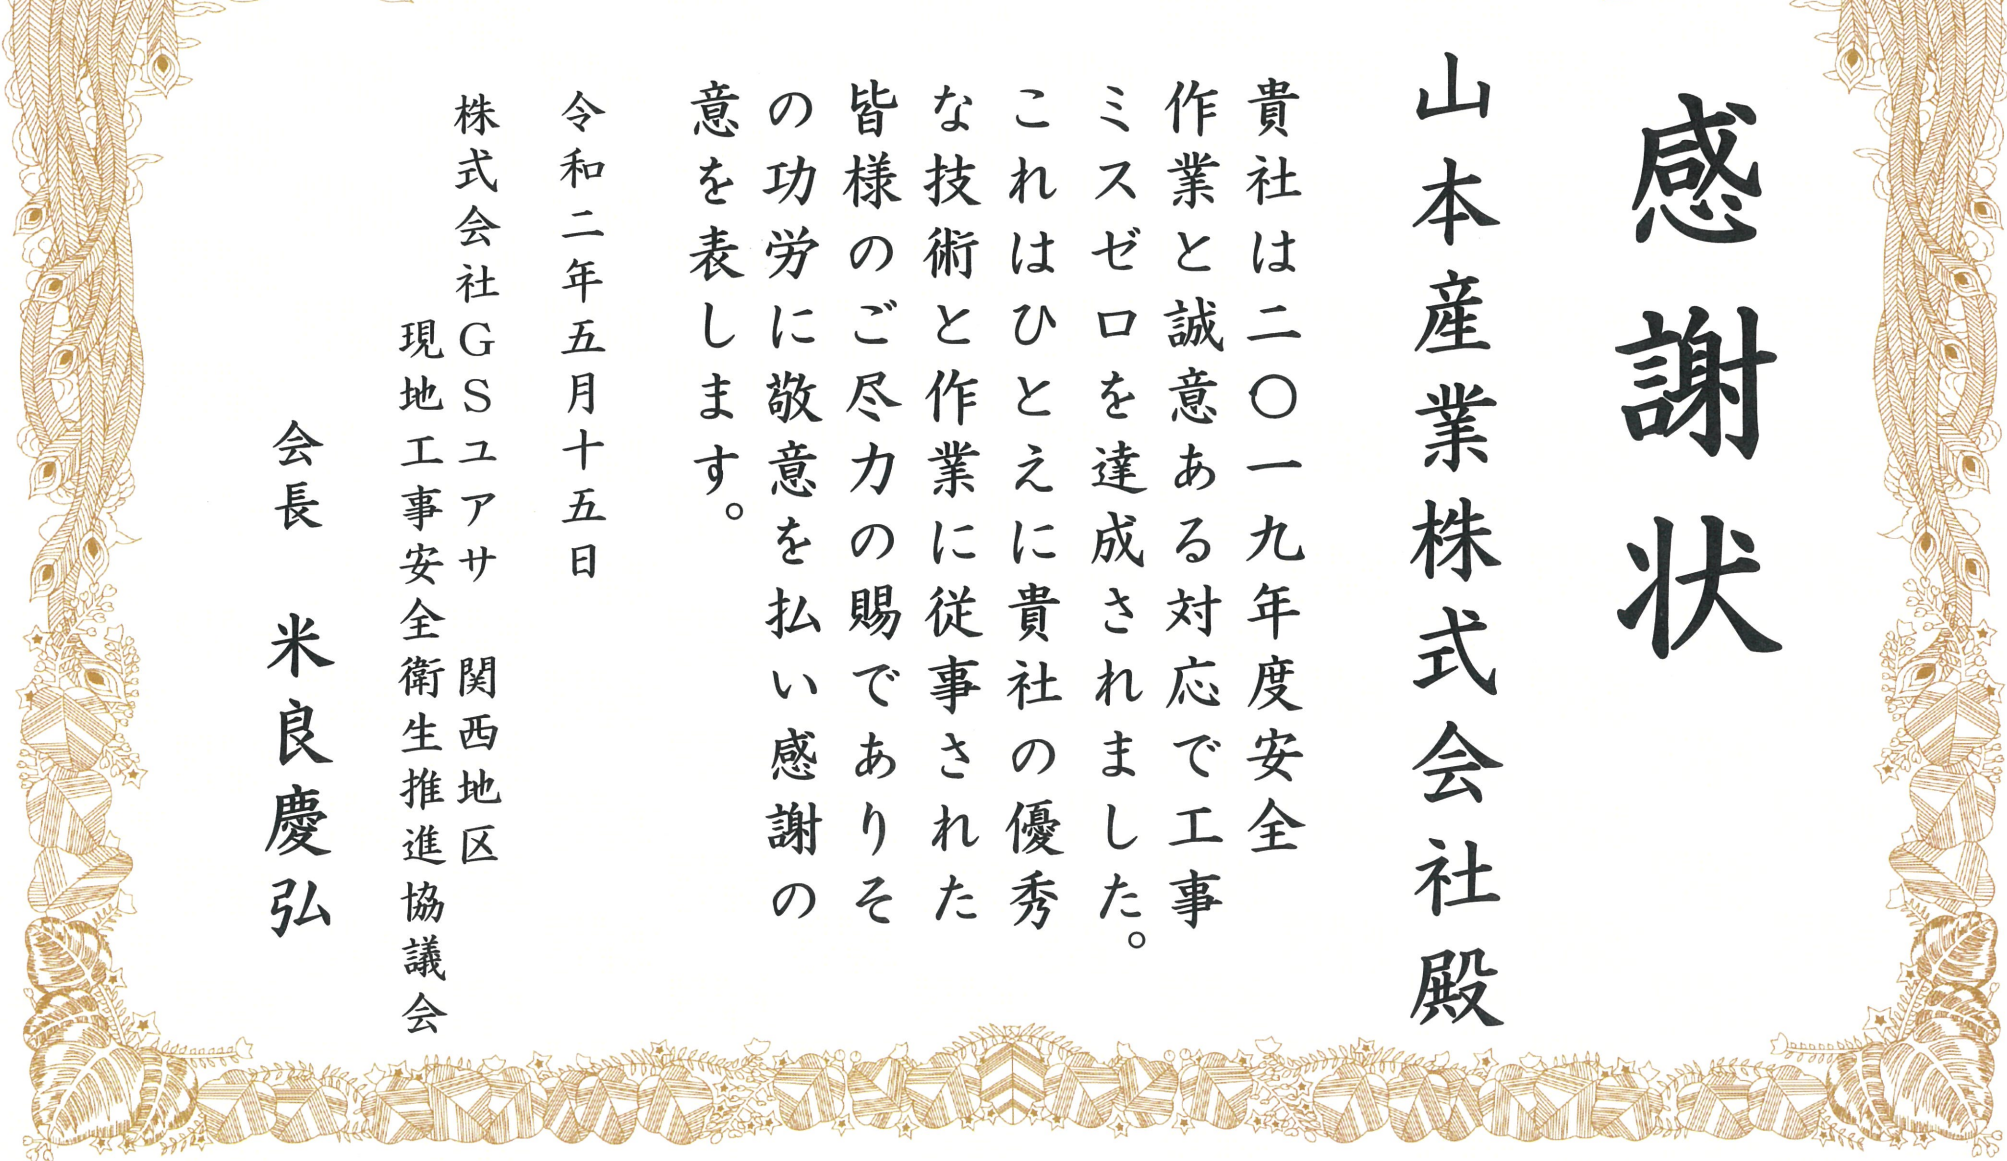 感謝状
山本産業株式会社殿
貴社は二〇一九年度安全
作業と誠意ある対応で工事
ミスゼロを達成されました。
これはひとえに貴社の優秀
な技術と作業に従事された
皆様のご尽力の賜でありそ
の功労に敬意を払い感謝の
意を表します。
令和二年五月十五日
株式会社GSユアサ 関西地区
現地工事安全衛生推進協議会
会長 米良慶弘